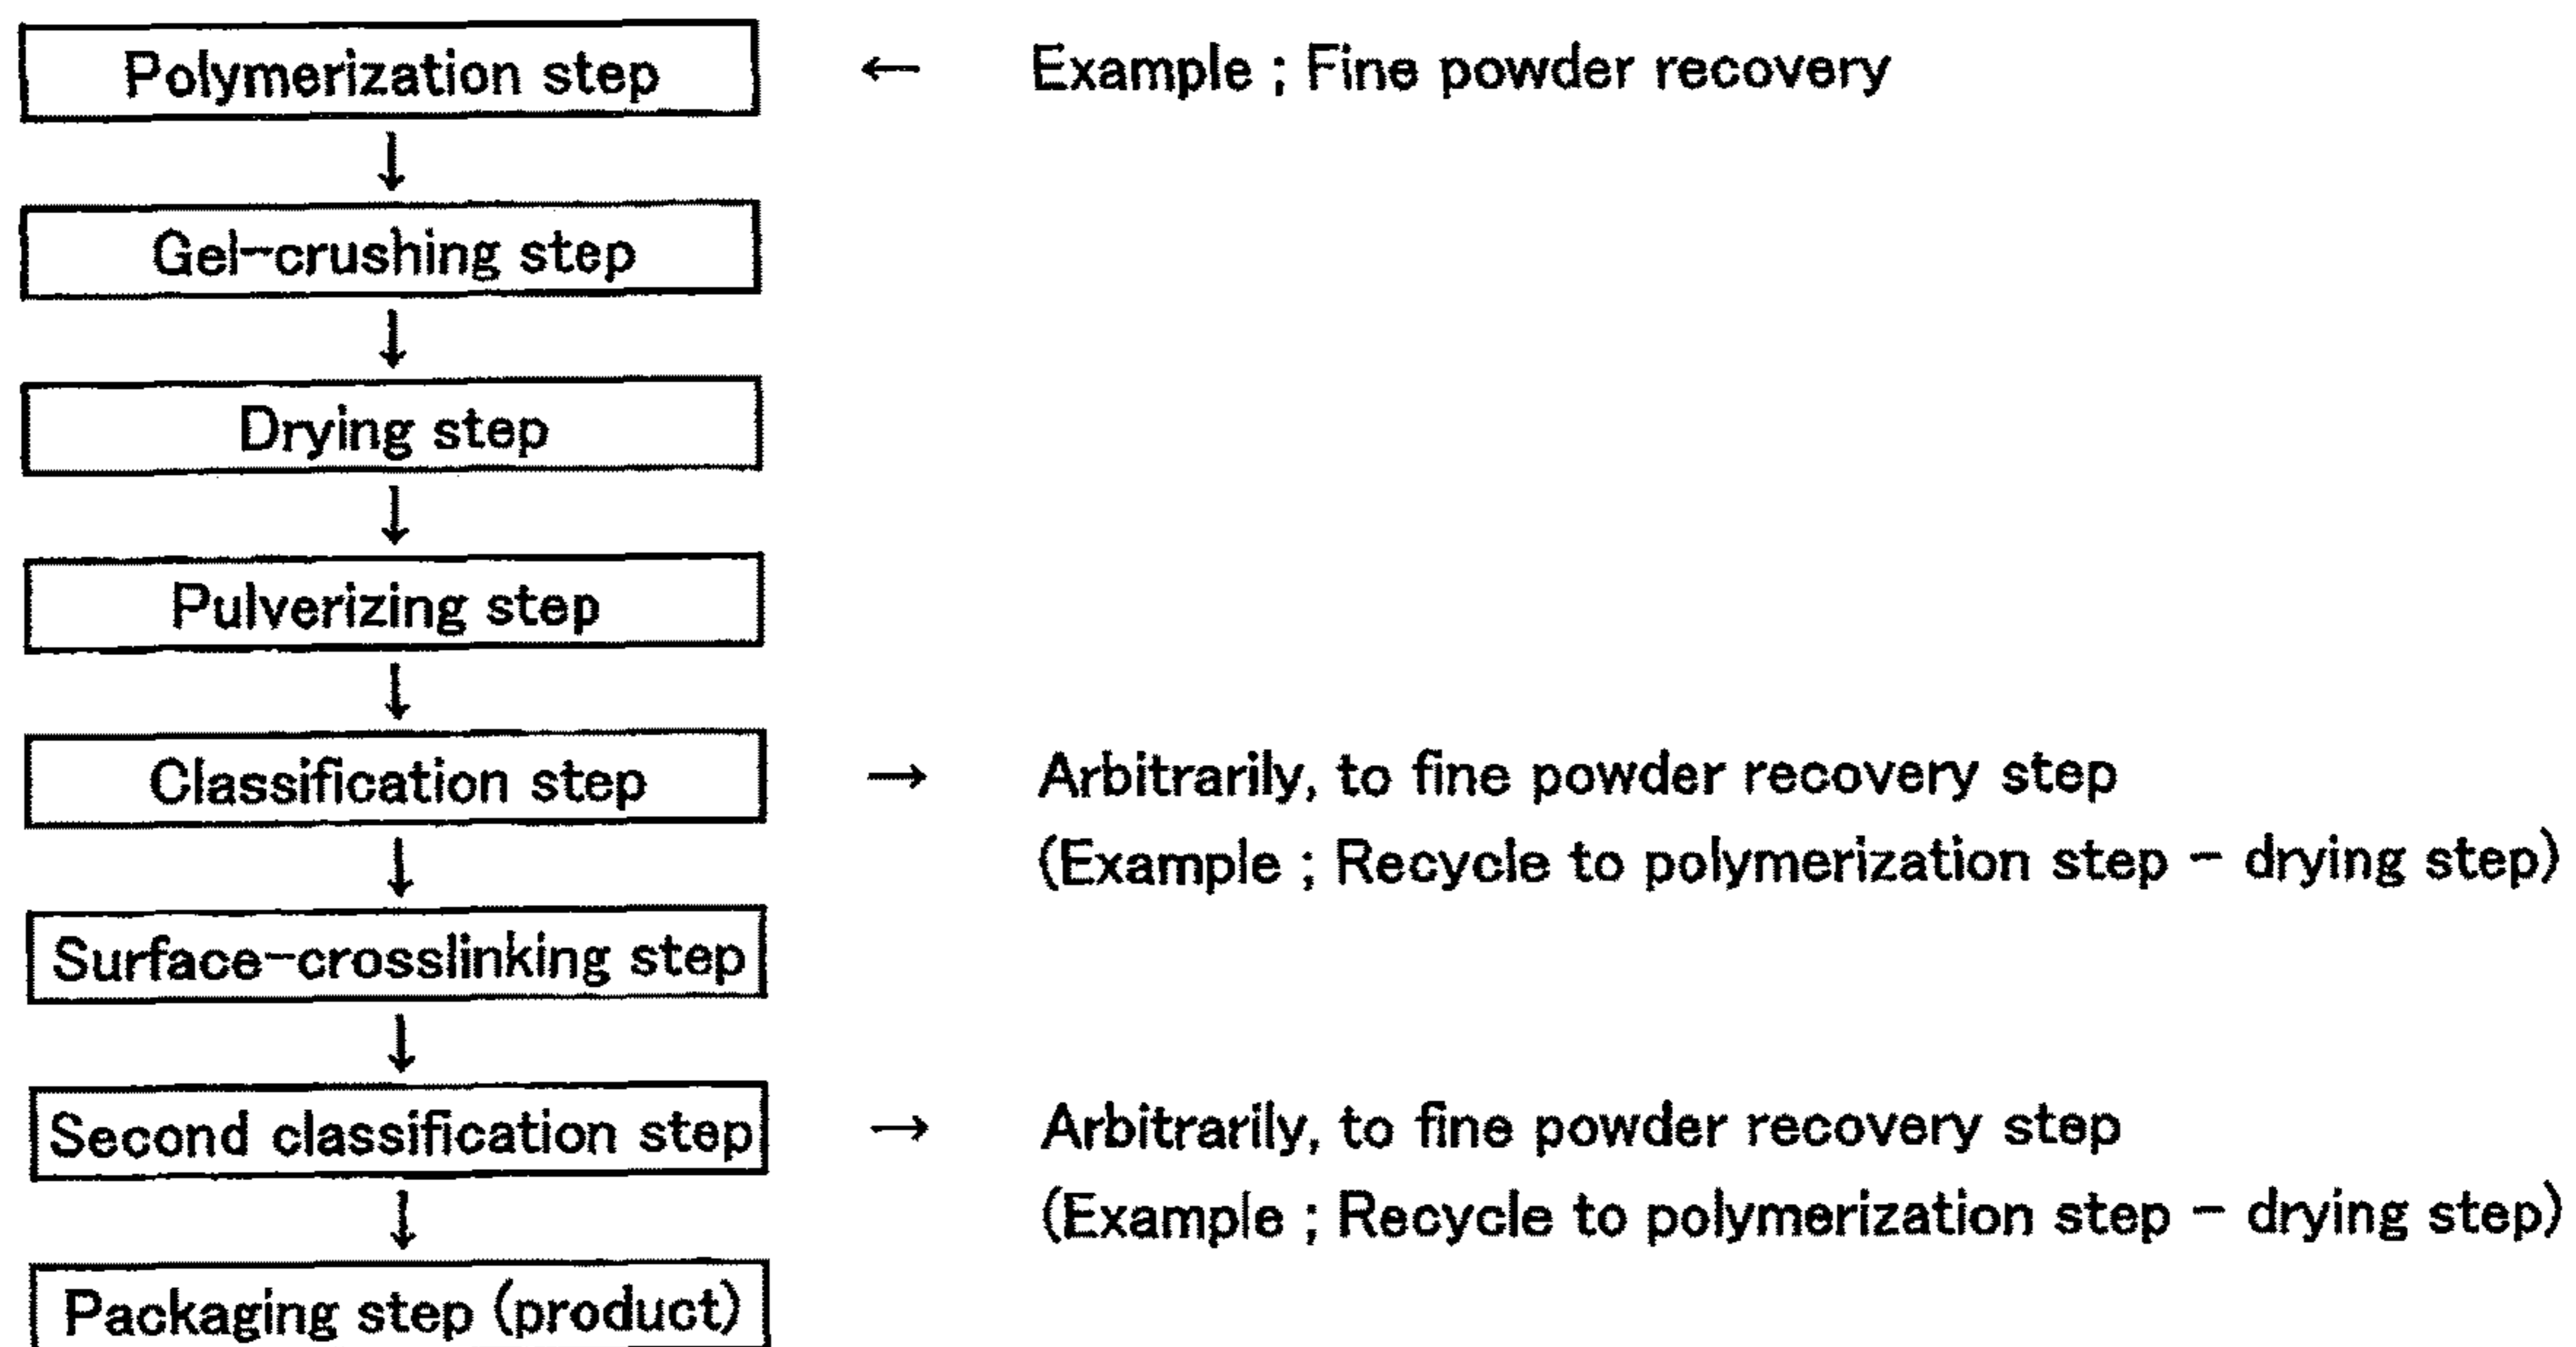 Polymerization step ← Example ; Fine powder recovery
↓
Gel-crushing step
↓
Drying step
↓
Pulverizing step
↓
Classification step → Arbitrarily, to fine powder recovery step
(Example ; Recycle to polymerization step - drying step)
↓
Surface-crosslinking step
↓
Second classification step → Arbitrarily, to fine powder recovery step
(Example ; Recycle to polymerization step - drying step)
↓
Packaging step (product)